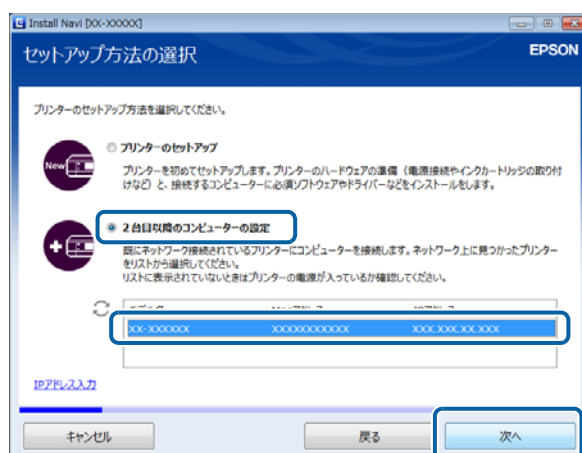 Install Navi [XX-XXXXX]
セットアップ方法の選択
EPSON
プリンターのセットアップ方法を選択してください。
New
プリンターのセットアップ
プリンターを初めてセットアップします。プリンターのハードウェアの準備（電源接続やインクカートリッジの取り付
けなど）と、接続するコンピューターに必須ソフトウェアやドライバーなどをインストールをします。
2台目以降のコンピューターの設定
既にネットワーク接続されているプリンターにコンピューターを接続します。ネットワーク上に見つかったプリンター
をリストから選択してください。
リストに表示されていないときはプリンターの電源が入っているか確認してください。
XX-XXXXXX XXXXXXXXXXX XXX.XXX.XX.XXX
IPアドレス入力
キャンセル 戻る 次へ